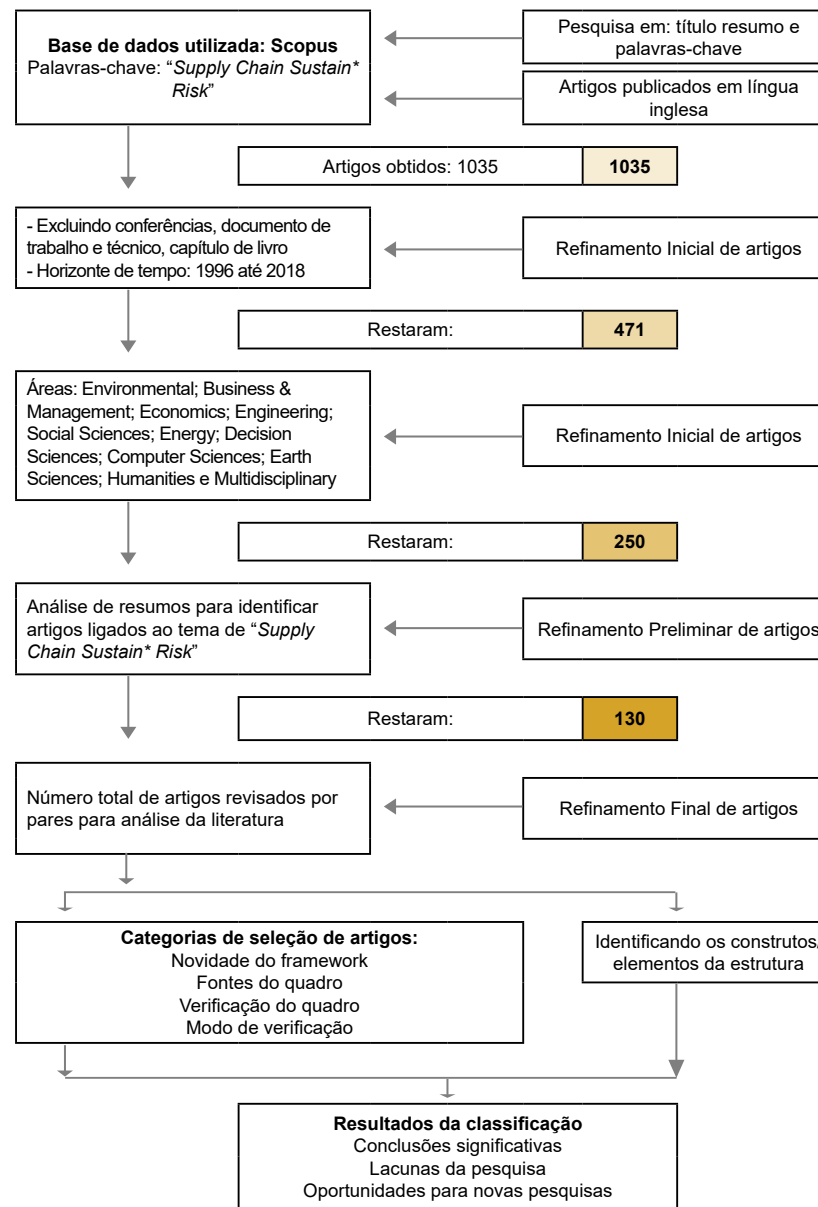 Base de dados utilizada: Scopus
Palavras-chave: “Supply Chain Sustain*
Risk”
Pesquisa em: título resumo e
palavras-chave
Artigos publicados em língua
inglesa
Artigos obtidos: 1035
1035
- Excluindo conferências, documento de
trabalho e técnico, capítulo de livro
- Horizonte de tempo: 1996 até 2018
Refinamento Inicial de artigos
Restaram:
471
Áreas: Environmental; Business &
Management; Economics; Engineering;
Social Sciences; Energy; Decision
Sciences; Computer Sciences; Earth
Sciences; Humanities e Multidisciplinary
Refinamento Inicial de artigos
Restaram:
250
Análise de resumos para identificar
artigos ligados ao tema de “Supply
Chain Sustain* Risk”
Refinamento Preliminar de artigos
Restaram:
130
Número total de artigos revisados por
pares para análise da literatura
Refinamento Final de artigos
Categorias de seleção de artigos:
Novidade do framework
Fontes do quadro
Verificação do quadro
Modo de verificação
Identificando os construtos/
elementos da estrutura
Resultados da classificação
Conclusões significativas
Lacunas da pesquisa
Oportunidades para novas pesquisas